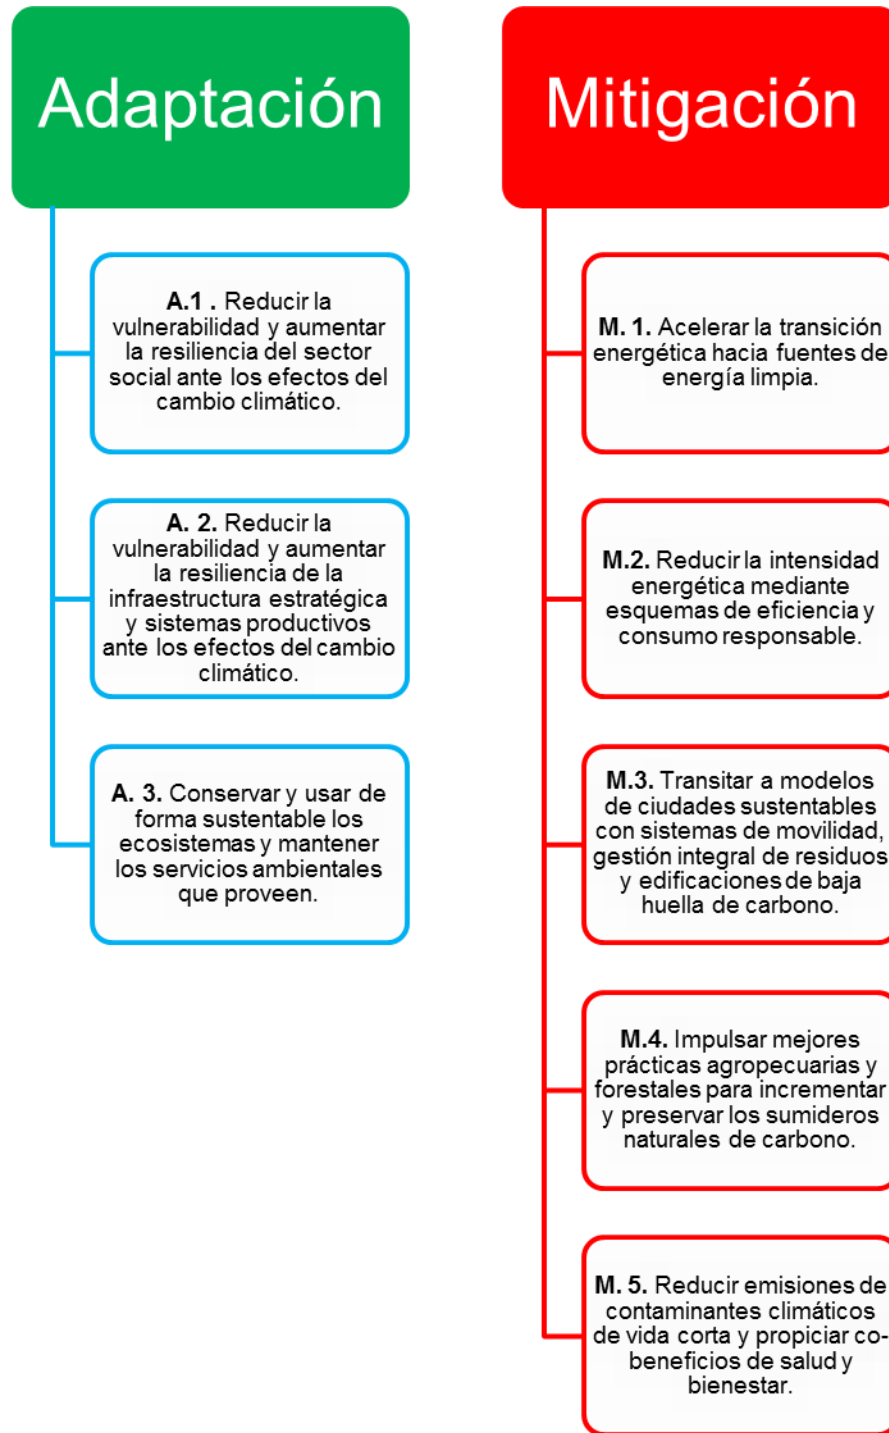 Adaptación
A.1 . Reducir la
vulnerabilidad y aumentar
la resiliencia del sector
social ante los efectos del
cambio climático.
A. 2. Reducir la
vulnerabilidad y aumentar
la resiliencia de la
infraestructura estratégica
y sistemas productivos
ante los efectos del cambio
climático.
A. 3. Conservar y usar de
forma sustentable los
ecosistemas y mantener
los servicios ambientales
que proveen.
Mitigación
M. 1. Acelerar la transición
energética hacia fuentes de
energía limpia.
M.2. Reducir la intensidad
energética mediante
esquemas de eficiencia y
consumo responsable.
M.3. Transitar a modelos
de ciudades sustentables
con sistemas de movilidad,
gestión integral de residuos
y edificaciones de baja
huella de carbono.
M.4. Impulsar mejores
prácticas agropecuarias y
forestales para incrementar
y preservar los sumideros
naturales de carbono.
M. 5. Reducir emisiones de
contaminantes climáticos
de vida corta y propiciar co-
beneficios de salud y
bienestar.